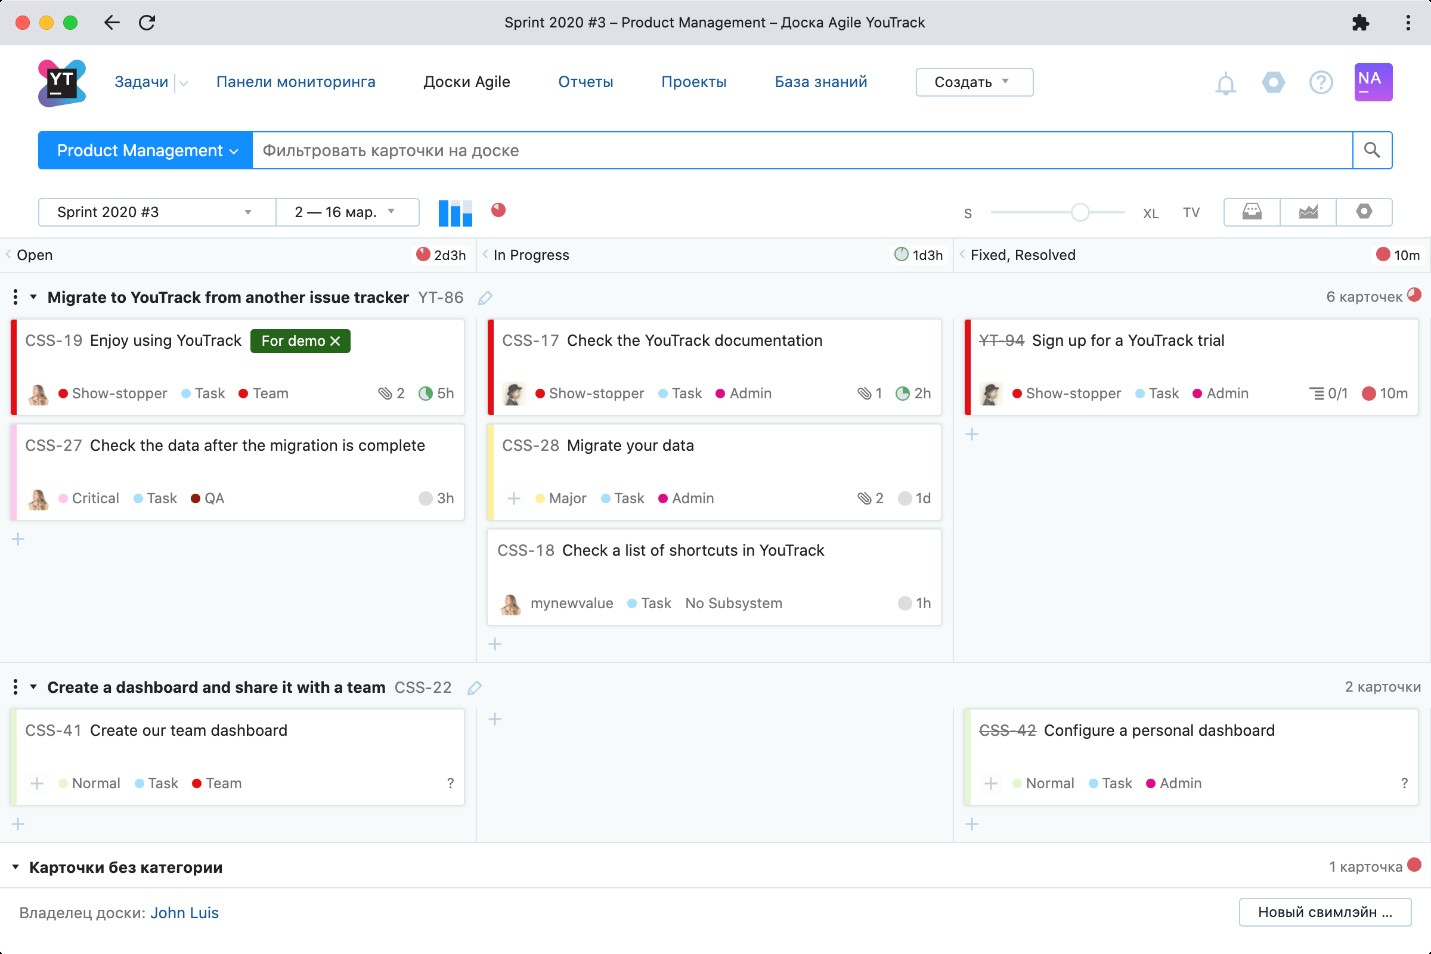 Sprint 2020 #3 – Product Management – Доска Agile YouTrack
YT
Задачи Панели мониторинга Доски Agile Отчеты Проекты База знаний Создать
NA
Product Management Фильтровать карточки на доске
Sprint 2020 #3 2 — 16 мар. S XL TV
Open 2d3h In Progress 1d3h Fixed, Resolved 10m
Migrate to YouTrack from another issue tracker YT-86 6 карточек
CSS-19 Enjoy using YouTrack For demo ×
Show-stopper Task Team 2 5h
CSS-27 Check the data after the migration is complete
Critical Task QA 3h
CSS-17 Check the YouTrack documentation
Show-stopper Task Admin 1 2h
CSS-28 Migrate your data
Major Task Admin 2 1d
CSS-18 Check a list of shortcuts in YouTrack
mynewvalue Task No Subsystem 1h
YT-94 Sign up for a YouTrack trial
Show-stopper Task Admin 0/1 10m
Create a dashboard and share it with a team CSS-22 2 карточки
CSS-41 Create our team dashboard
Normal Task Team ?
CSS-42 Configure a personal dashboard
Normal Task Admin ?
Карточки без категории 1 карточка
Владелец доски: John Luis Новый свимлэйн ...